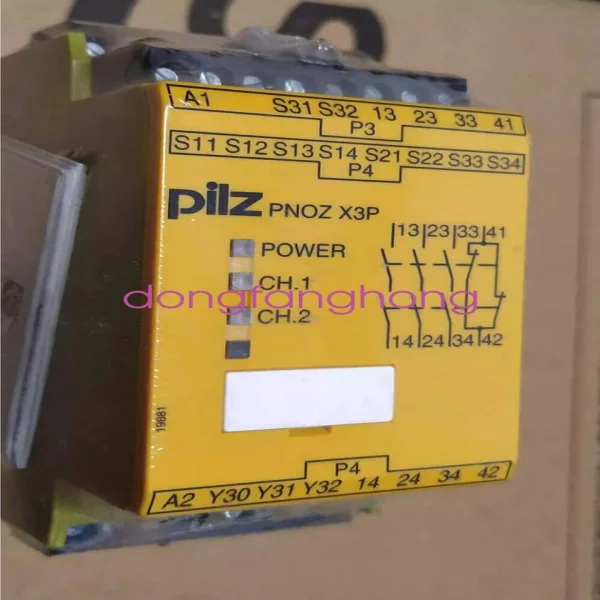 A1 S31 S32 13 23 33 41
P3
S11 S12 S13 S14 S21 S22 S33 S34
P4
pilz PNOZ X3P
13 23 33 41
POWER
CH.1
dongfanghong
CH.2
14 24 34 42
19881
P4
A2 Y30 Y31 Y32 14 24 34 42